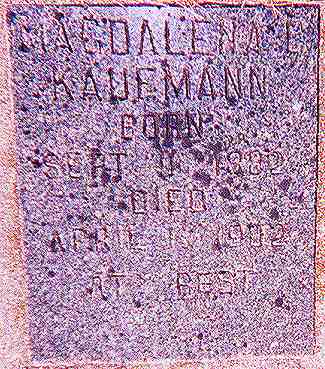 MAGDALENA L.
KAUFMANN
BORN
SEPT
DIED
APRIL 1902
AT REST